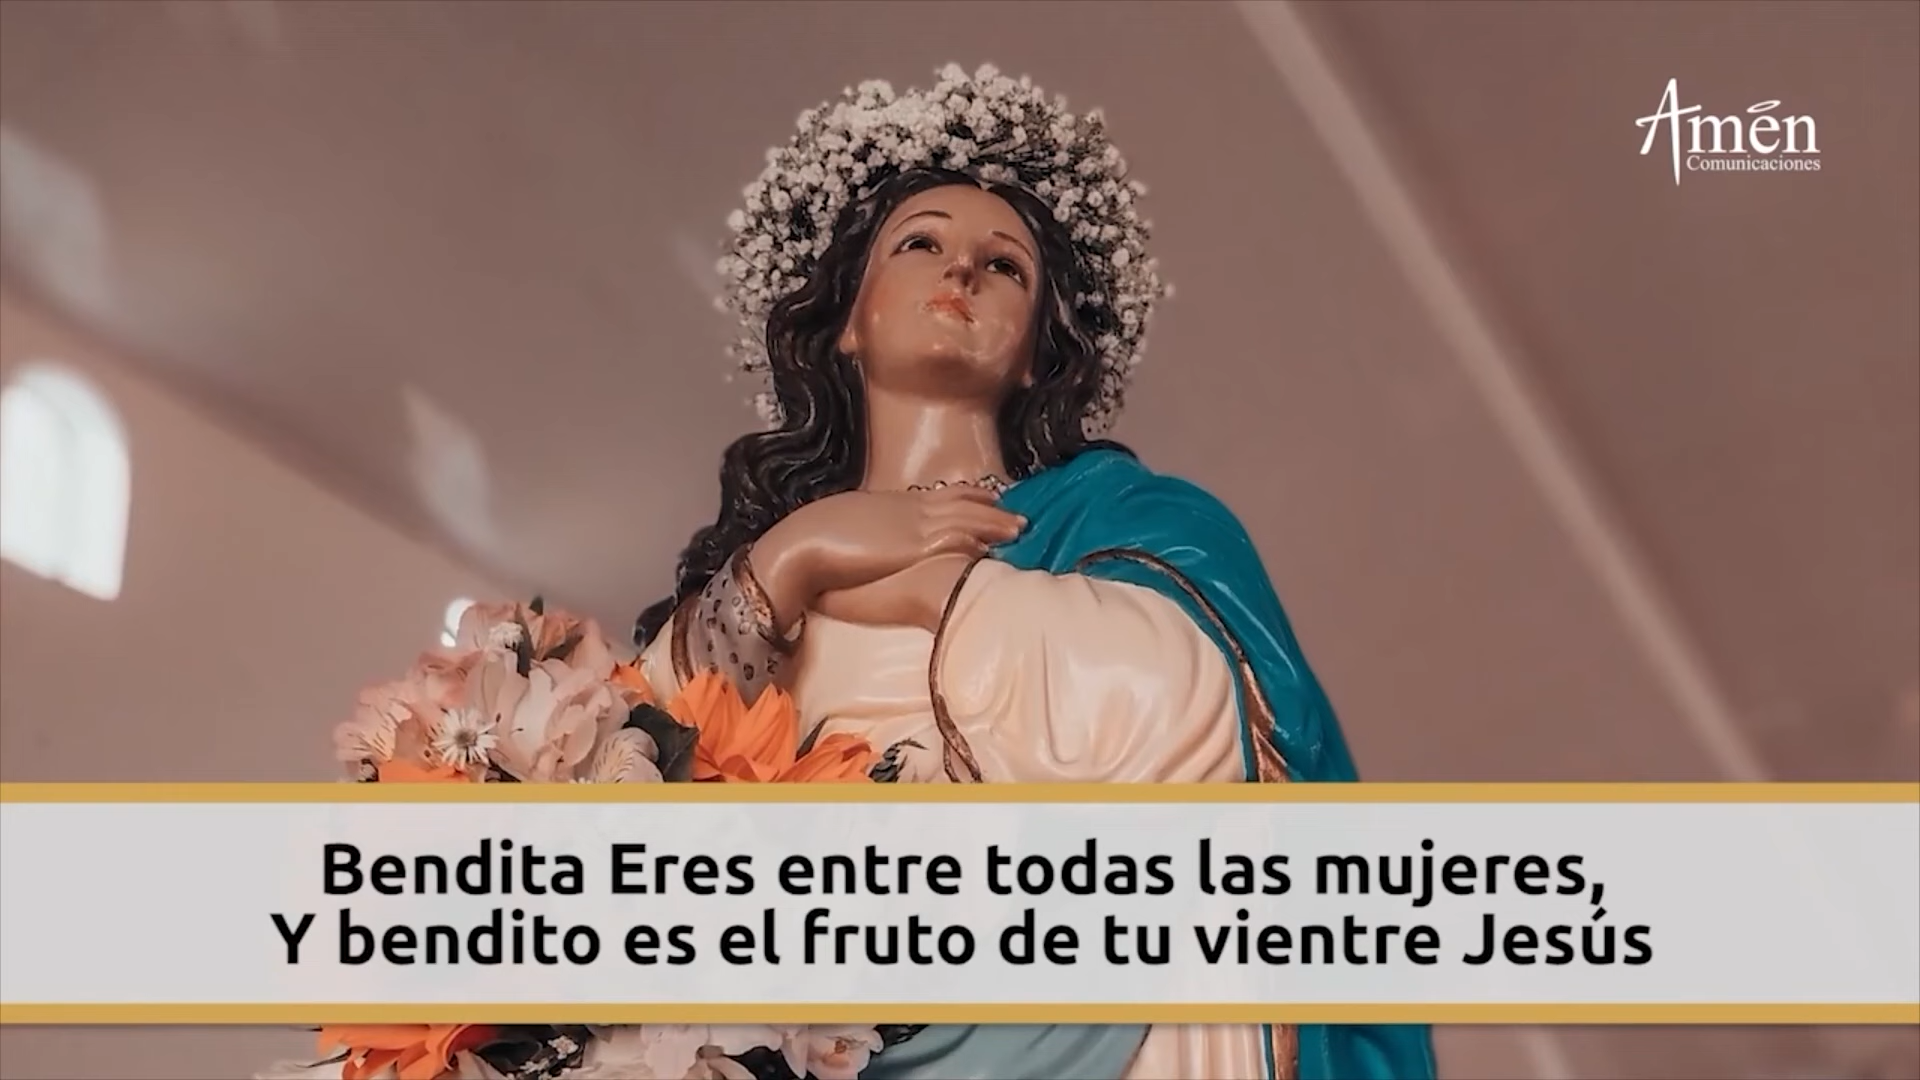 Amén
Comunicaciones
Bendita Eres entre todas las mujeres,
Y bendito es el fruto de tu vientre Jesús